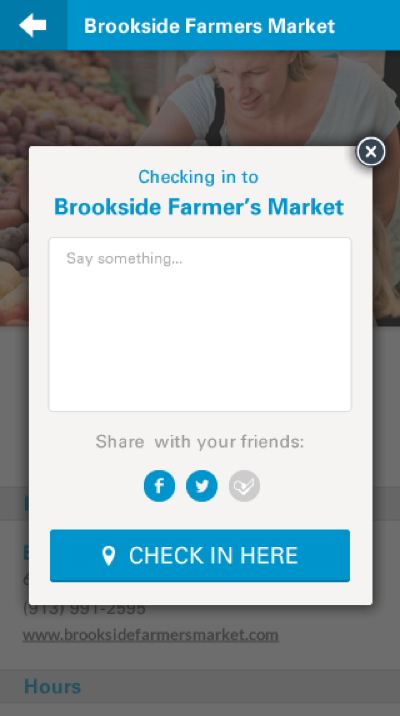 Brookside Farmers Market
Checking in to
Brookside Farmer's Market
Say something...
Share with your friends:
CHECK IN HERE
(913) 991-2595
www.brooksidefarmersmarket.com
Hours